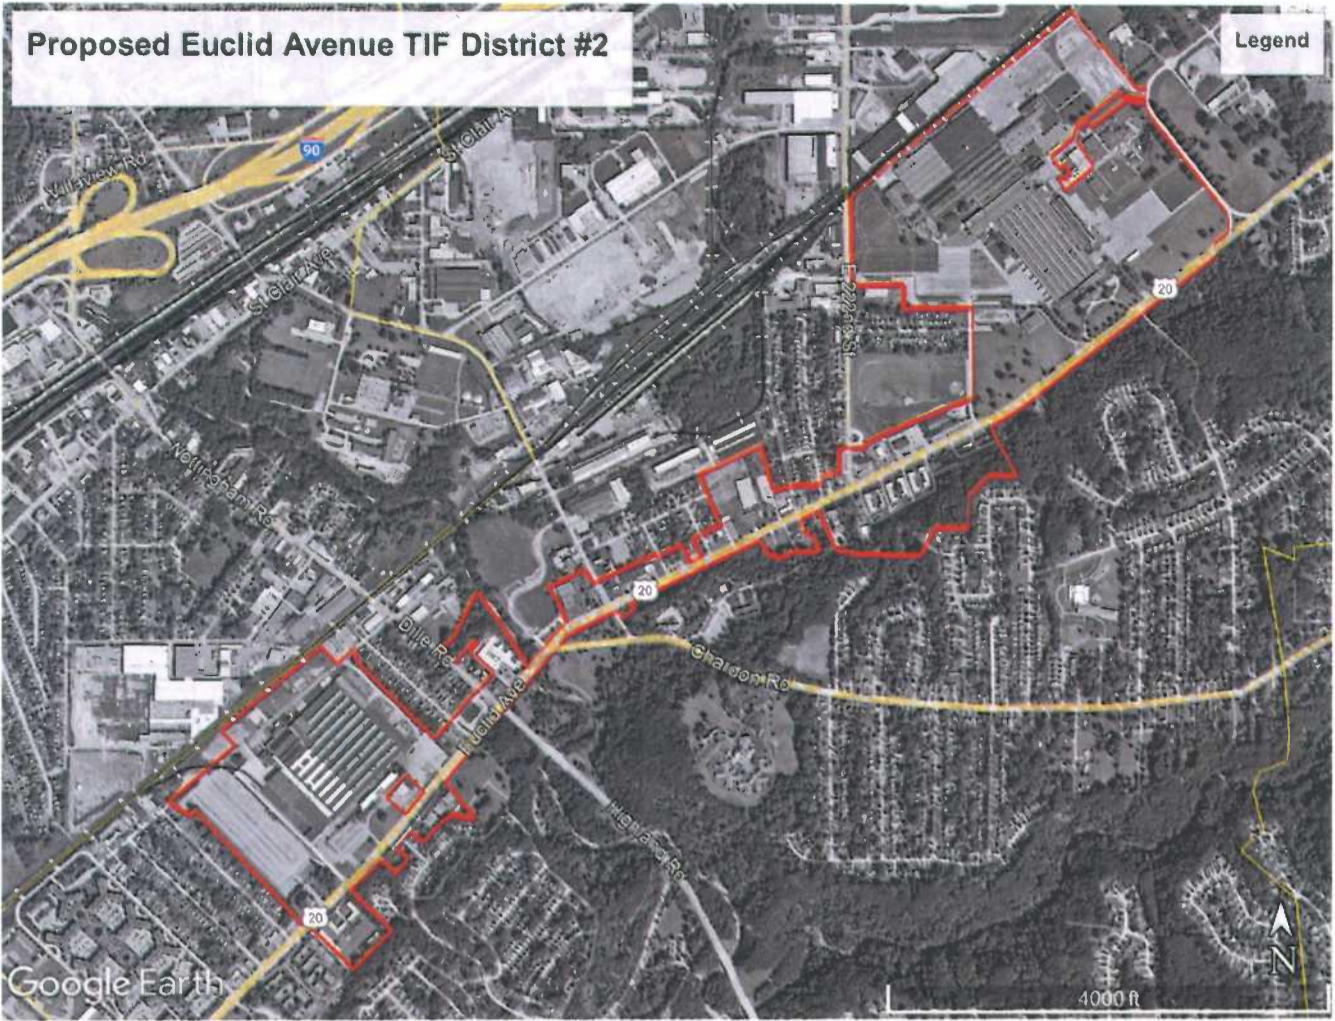 Proposed Euclid Avenue TIF District #2
Legend
90
Villaview Rd
St Clair Av
St Clair Ave
E 222nd St
20
Nottingham Rd
20
Dille Rd
Chardon Rd
Euclid Ave
Highland Rd
20
N
Google Earth
4000 ft